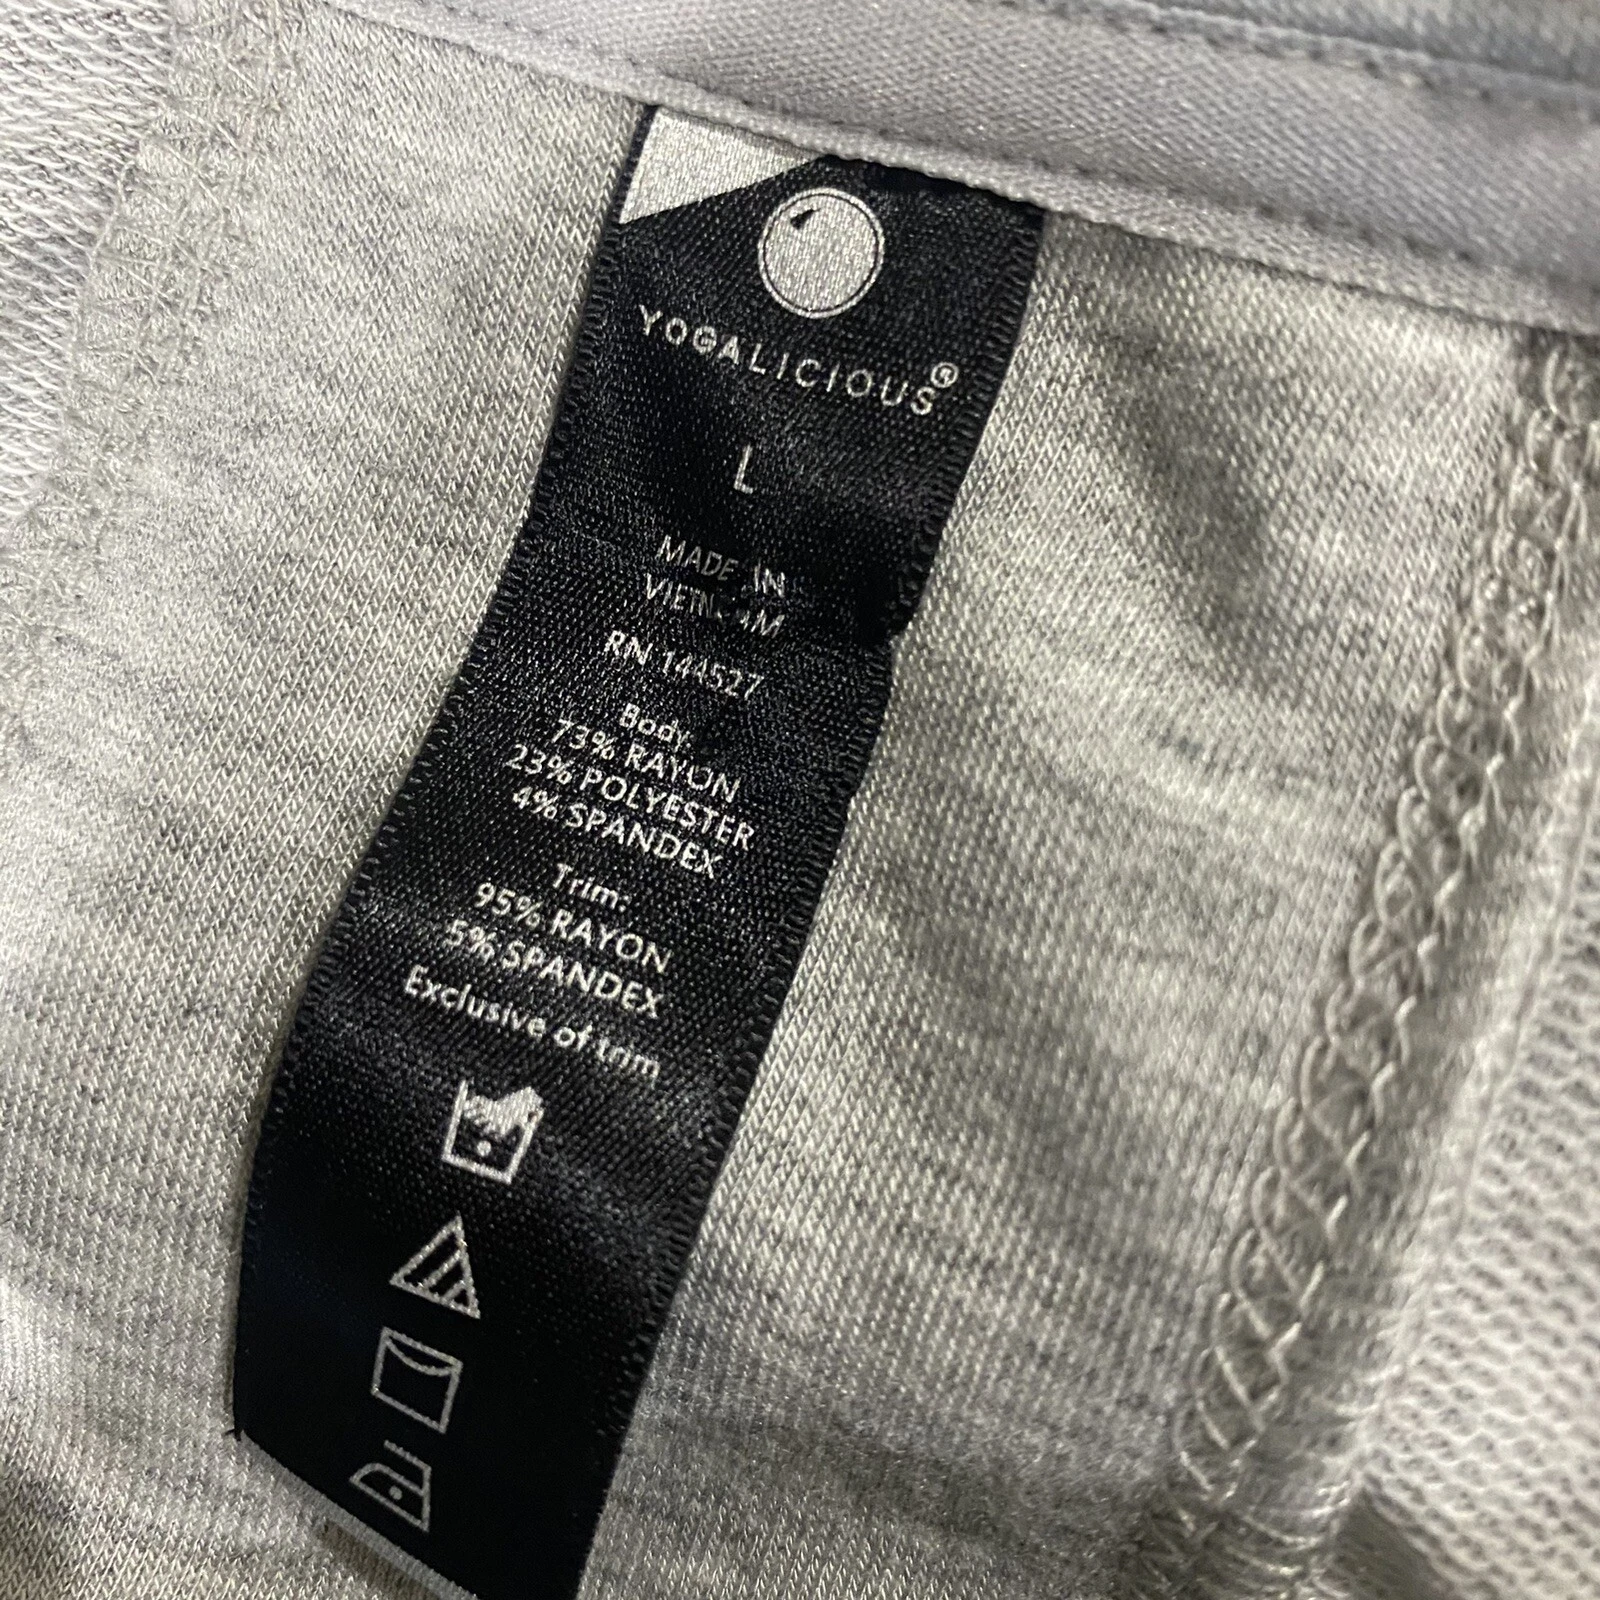 YOGALICIOUS®
L
MADE IN
VIETNAM
RN 144527
Body:
73% RAYON
23% POLYESTER
4% SPANDEX
Trim:
95% RAYON
5% SPANDEX
Exclusive of trim